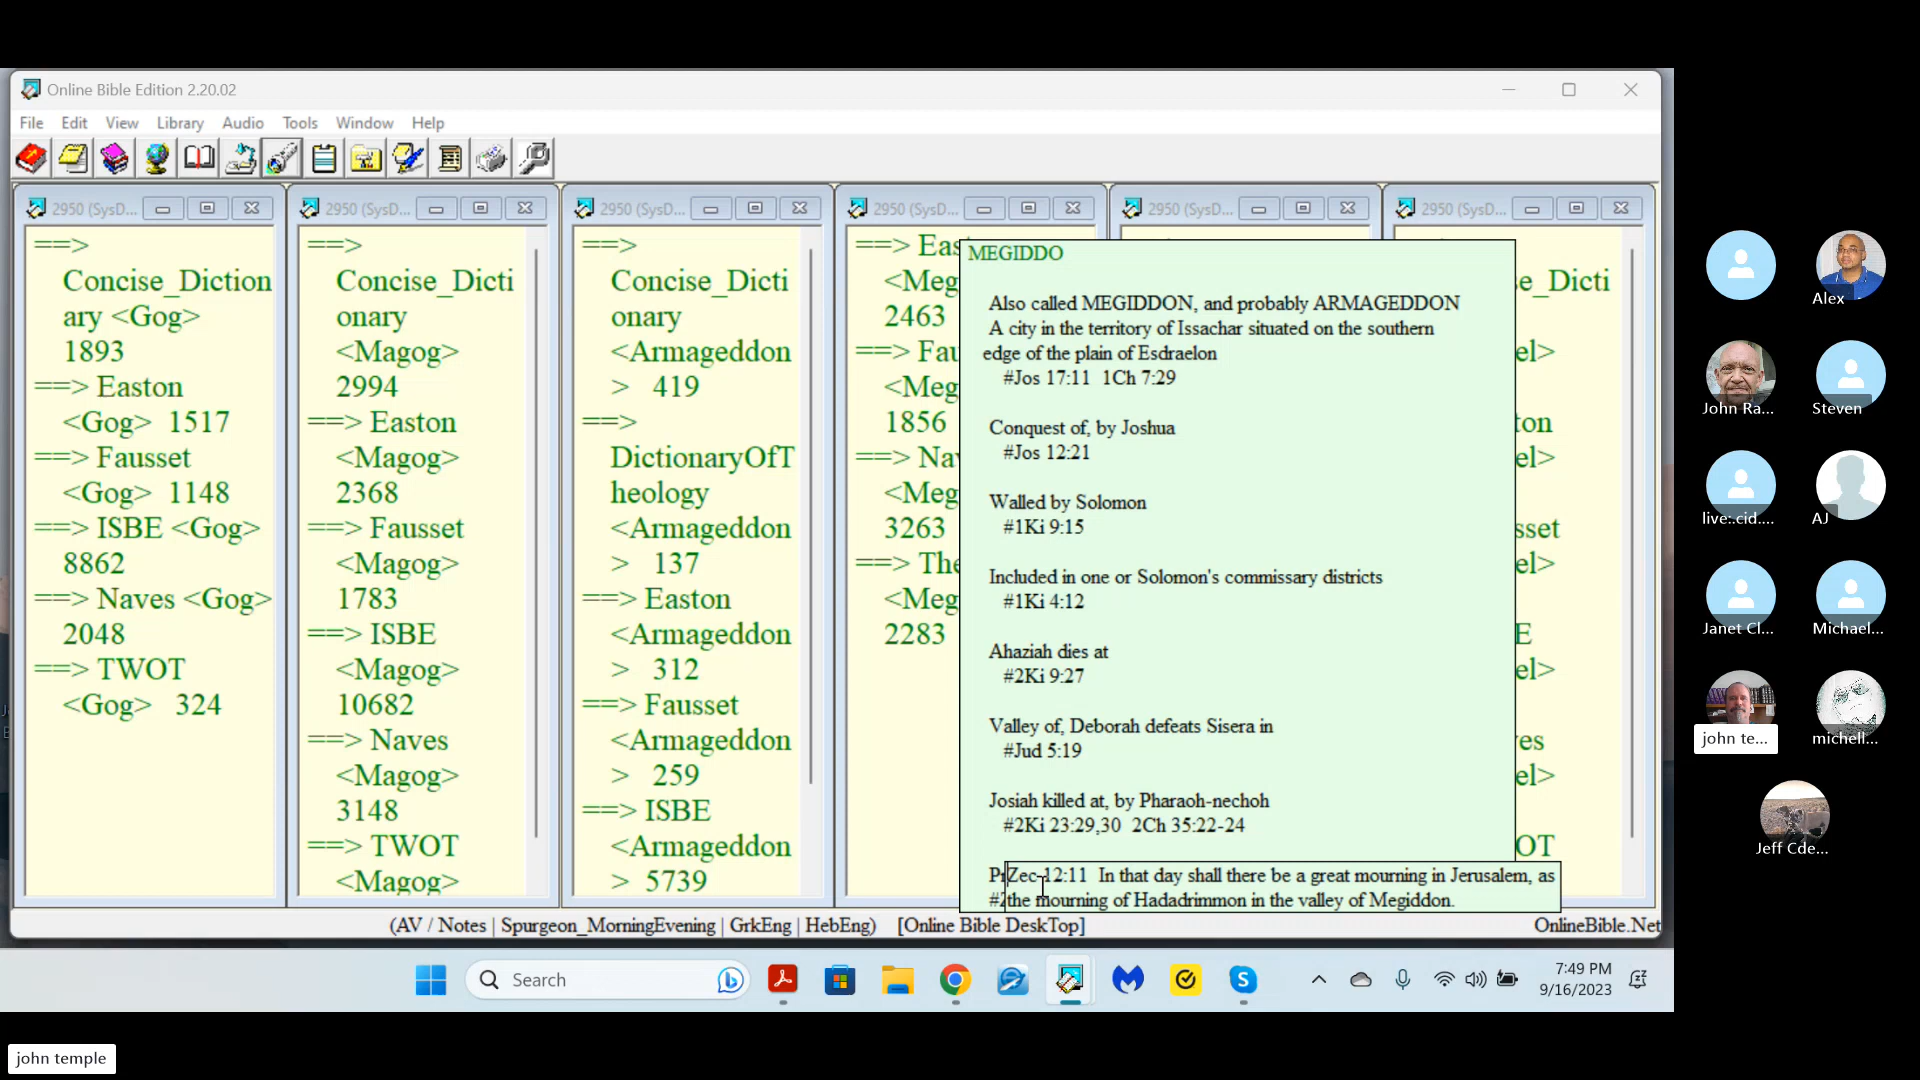 Online Bible Edition 2.20.02
File Edit View Library Audio Tools Window Help
2950 (SysD...
==>
Concise_Diction
ary <Gog>
1893
==> Easton
<Gog> 1517
==> Fausset
<Gog> 1148
==> ISBE <Gog>
8862
==> Naves <Gog>
2048
==> TWOT
<Gog> 324
2950 (SysD...
==>
Concise_Dicti
onary
<Magog>
2994
==> Easton
<Magog>
2368
==> Fausset
<Magog>
1783
==> ISBE
<Magog>
10682
==> Naves
<Magog>
3148
==> TWOT
<Magog>
2950 (SysD...
==>
Concise_Dicti
onary
<Armageddon
> 419
==>
DictionaryOfT
heology
<Armageddon
> 137
==> Easton
<Armageddon
> 312
==> Fausset
<Armageddon
> 259
==> ISBE
<Armageddon
> 5739
2950 (SysD...
==> Eas
<Meg
2463
==> Fau
<Meg
1856
==> Nav
<Meg
3263
==> The
<Meg
2283
2950 (SysD...
2950 (SysD...
se_Dicti
el>
ton
el>
sset
el>
E
el>
ves
el>
OT
MEGIDDO
Also called MEGIDDON, and probably ARMAGEDDON
A city in the territory of Issachar situated on the southern
edge of the plain of Esdraelon
#Jos 17:11 1Ch 7:29
Conquest of, by Joshua
#Jos 12:21
Walled by Solomon
#1Ki 9:15
Included in one or Solomon's commissary districts
#1Ki 4:12
Ahaziah dies at
#2Ki 9:27
Valley of, Deborah defeats Sisera in
#Jud 5:19
Josiah killed at, by Pharaoh-nechoh
#2Ki 23:29,30 2Ch 35:22-24
Zec 12:11 In that day shall there be a great mourning in Jerusalem, as
the mourning of Hadadrimmon in the valley of Megiddon.
(AV / Notes | Spurgeon_MorningEvening | GrkEng | HebEng) [Online Bible DeskTop] OnlineBible.Net
Search
7:49 PM
9/16/2023
Alex
John Ra...
Steven
live:.cid....
AJ
Janet Cl...
Michael...
john te...
michell...
Jeff Cde...
john temple